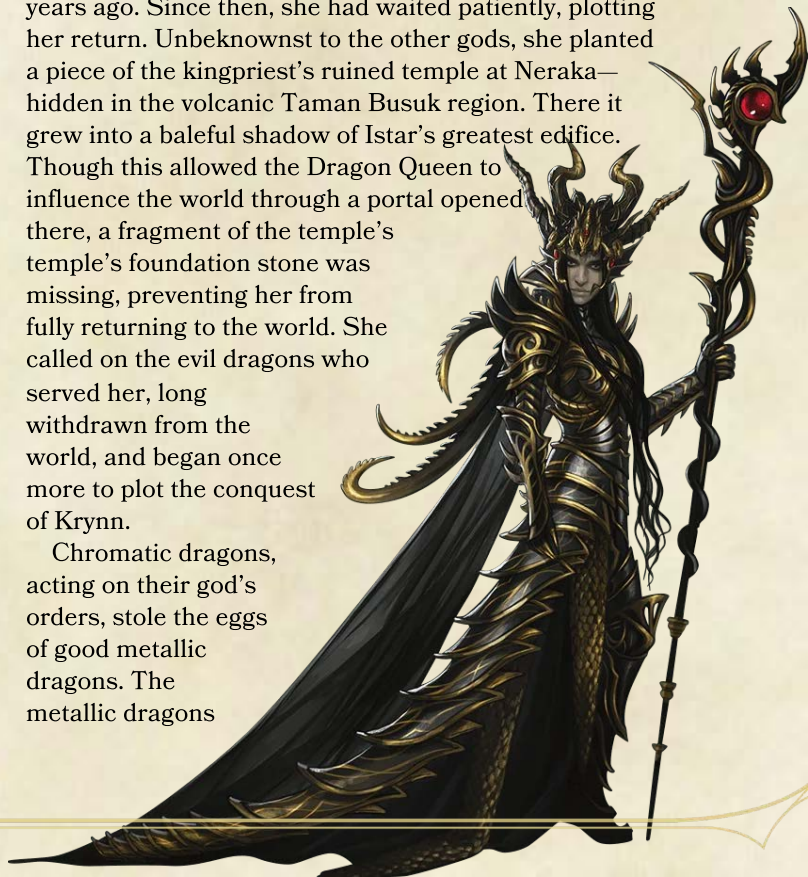 years ago. Since then, she had waited patiently, plotting
her return. Unbeknownst to the other gods, she planted
a piece of the kingpriest’s ruined temple at Neraka—
hidden in the volcanic Taman Busuk region. There it
grew into a baleful shadow of Istar’s greatest edifice.
Though this allowed the Dragon Queen to
influence the world through a portal opened
there, a fragment of the temple’s
temple’s foundation stone was
missing, preventing her from
fully returning to the world. She
called on the evil dragons who
served her, long
withdrawn from the
world, and began once
more to plot the conquest
of Krynn.
Chromatic dragons,
acting on their god’s
orders, stole the eggs
of good metallic
dragons. The
metallic dragons